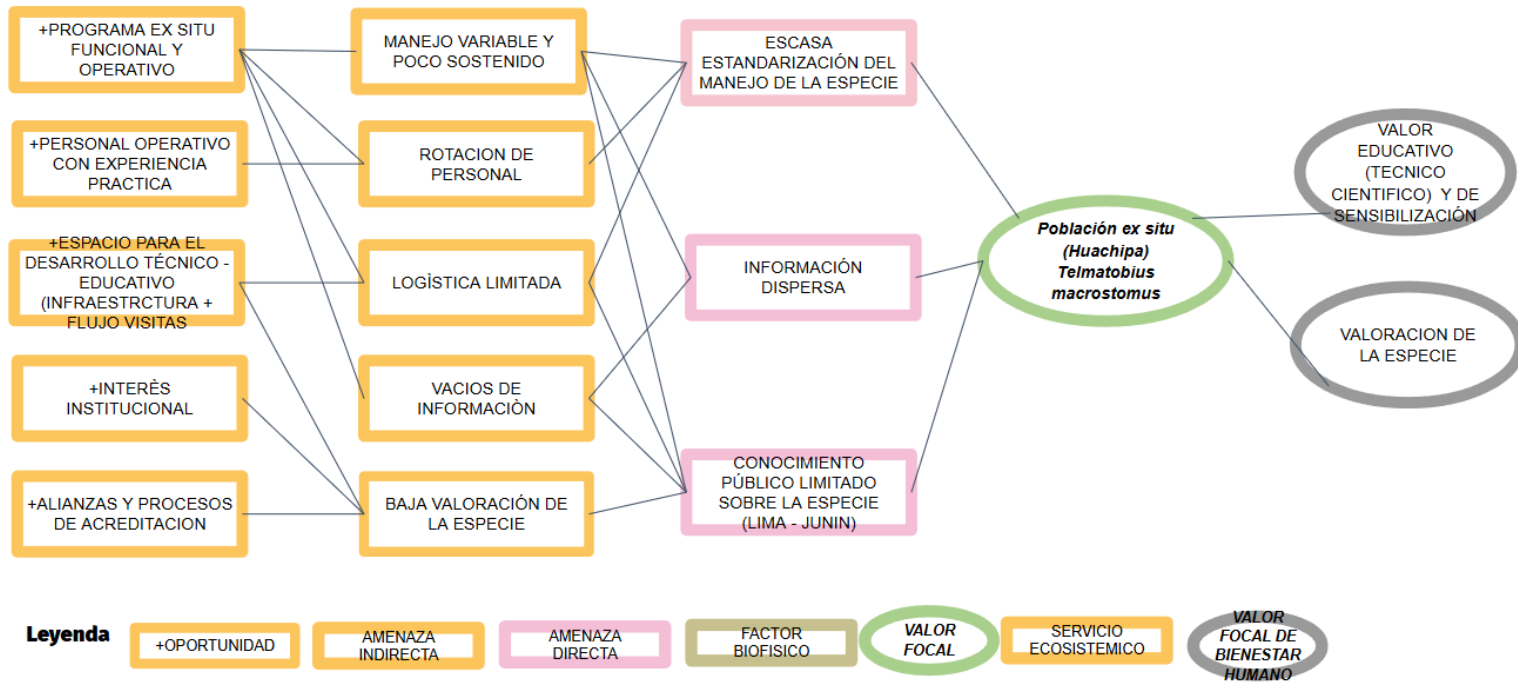 +PROGRAMA EX SITU
FUNCIONAL Y
OPERATIVO
MANEJO VARIABLE Y
POCO SOSTENIDO
ESCASA
ESTANDARIZACIÓN DEL
MANEJO DE LA ESPECIE
+PERSONAL OPERATIVO
CON EXPERIENCIA
PRACTICA
ROTACION DE
PERSONAL
VALOR
EDUCATIVO
(TECNICO
CIENTIFICO) Y DE
SENSIBILIZACIÓN
+ESPACIO PARA EL
DESARROLLO TÉCNICO -
EDUCATIVO
(INFRAESTRCTURA +
FLUJO VISITAS
LOGÌSTICA LIMITADA
INFORMACIÓN
DISPERSA
Población ex situ
(Huachipa)
Telmatobius
macrostomus
VALORACION DE
LA ESPECIE
+INTERÈS
INSTITUCIONAL
VACIOS DE
INFORMACIÒN
+ALIANZAS Y PROCESOS
DE ACREDITACION
BAJA VALORACIÓN DE
LA ESPECIE
CONOCIMIENTO
PÚBLICO LIMITADO
SOBRE LA ESPECIE
(LIMA - JUNIN)
Leyenda
+OPORTUNIDAD
AMENAZA
INDIRECTA
AMENAZA
DIRECTA
FACTOR
BIOFISICO
VALOR
FOCAL
SERVICIO
ECOSISTEMICO
VALOR
FOCAL DE
BIENESTAR
HUMANO